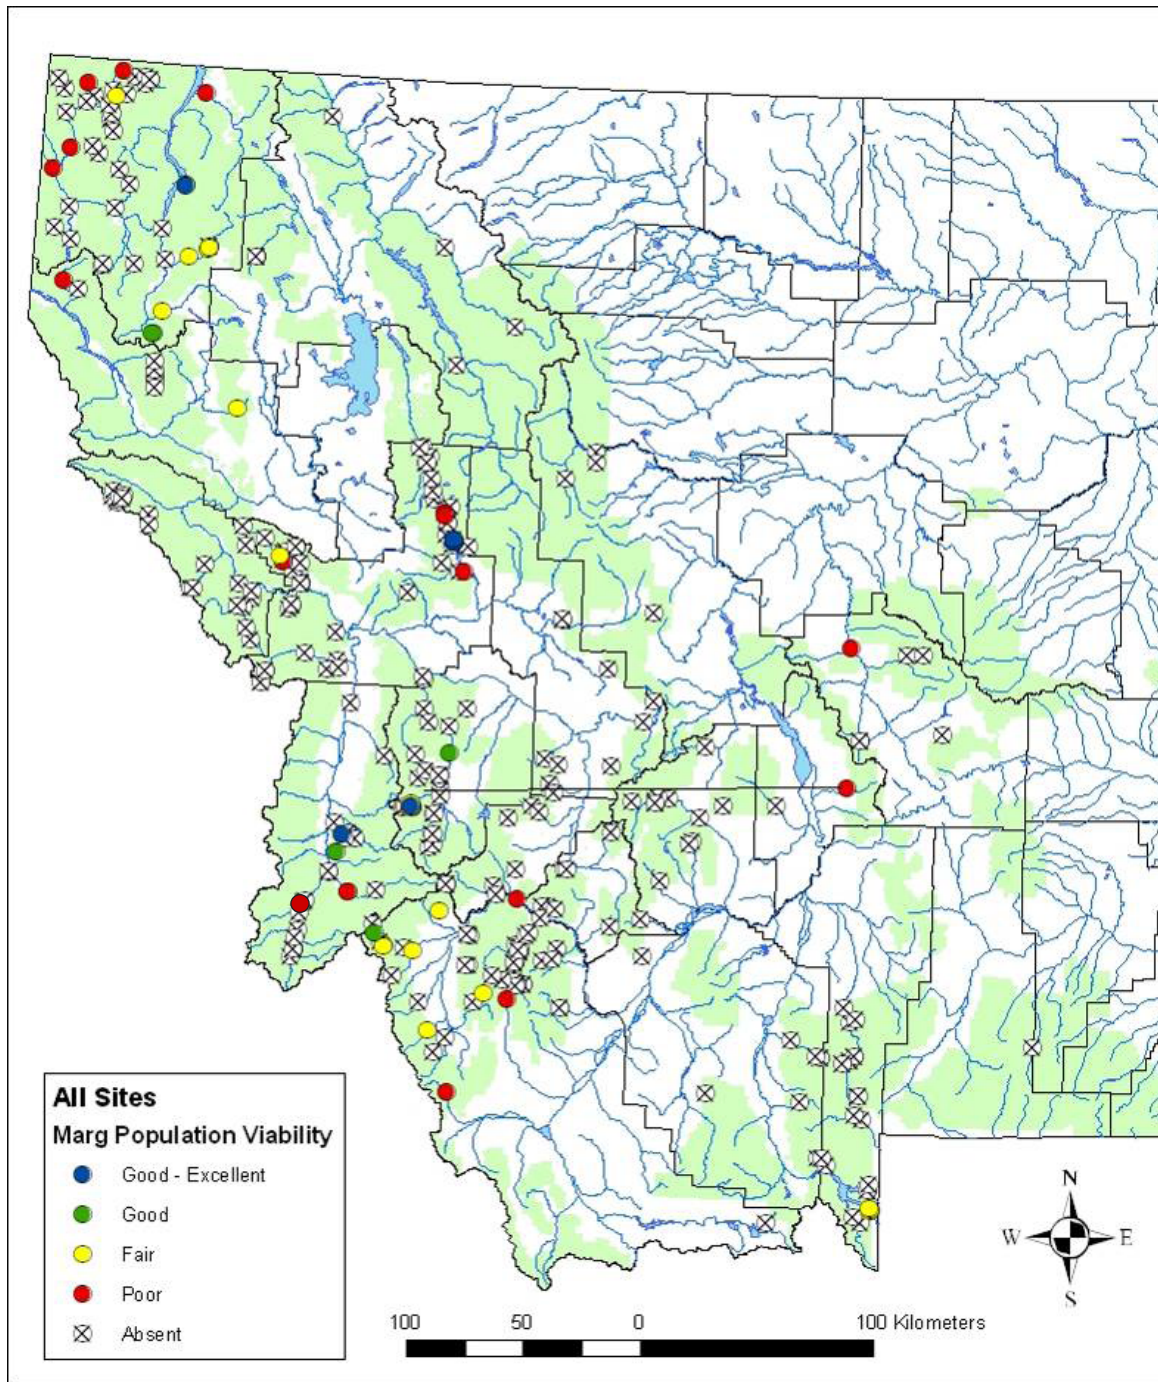 All Sites
Marg Population Viability
Good - Excellent
Good
Fair
Poor
Absent
N
W E
S
100 50 0 100 Kilometers